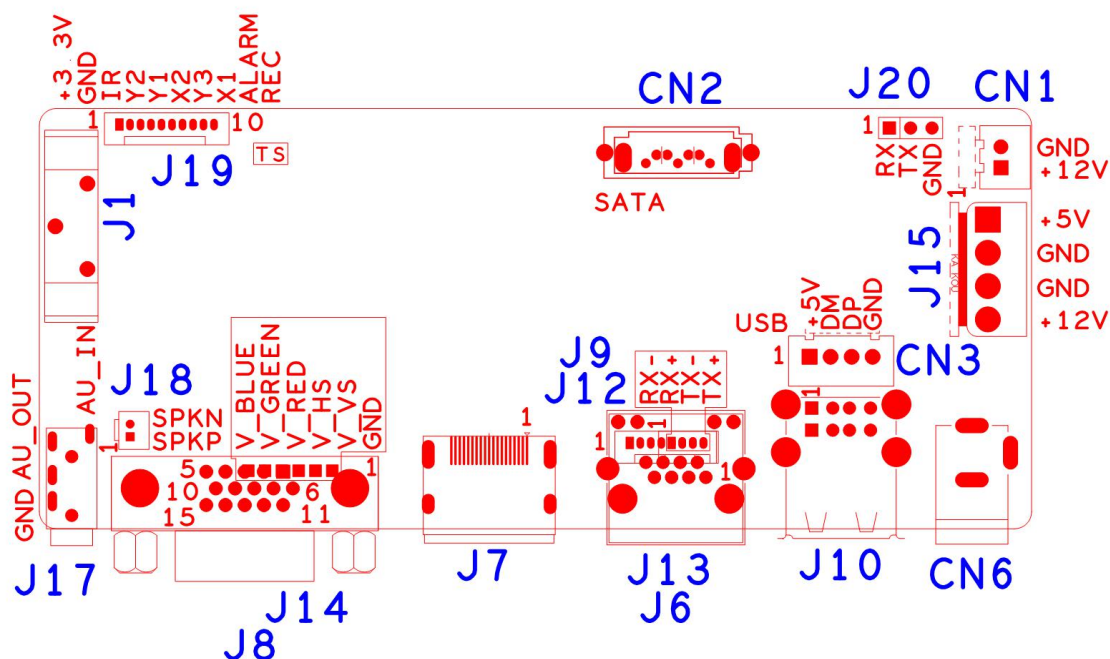 +3.3V
GND
IR
Y2
Y1
X2
Y3
X1
ALARM
REC
1
10
TS
J19
J1
CN2
SATA
J20
1
RX
TX
GND
CN1
GND
+12V
1
J15
KA_KOU
+5V
GND
GND
+12V
USB
+5V
DM
DP
GND
1
CN3
J9
J12
RX-
RX+
TX-
TX+
1
1
1
1
AU_IN
AU_OUT
GND
J18
SPKN
SPKP
1
V_BLUE
V_GREEN
V_RED
V_HS
V_VS
GND
5
1
10
6
15
11
1
J17
J14
J8
J7
J13
J6
J10
CN6